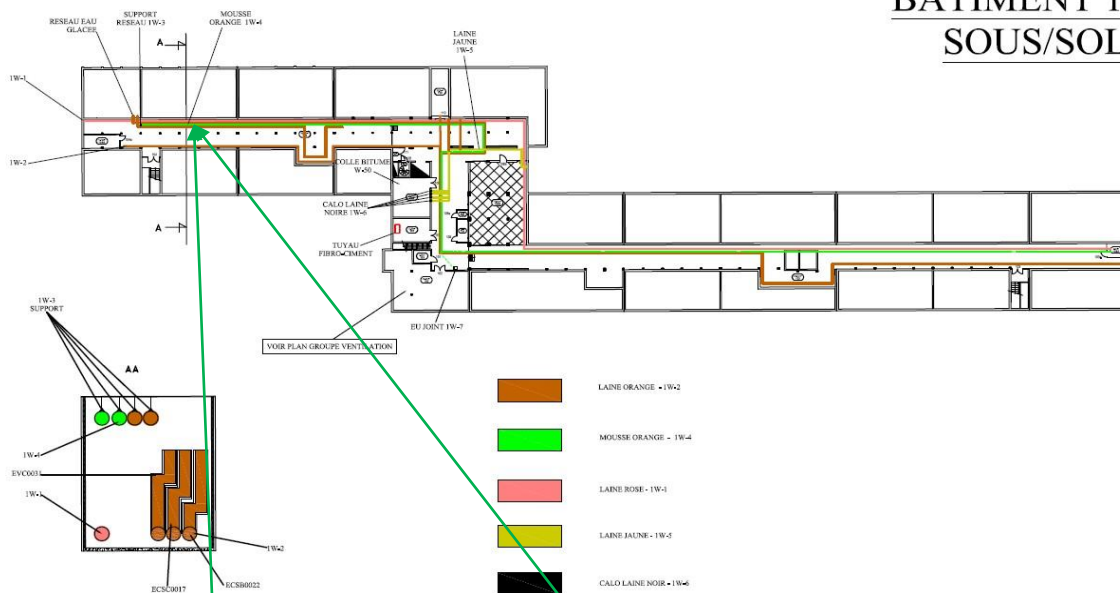 BATIMENT 1
SOUS/SOL
RESEAU EAU
GLACEE
SUPPORT
RESEAU 1W-3
MOUSSE
ORANGE 1W-4
A
LAINE
JAUNE
1W-5
1W-1
1W-2
COLLE BITUME
W-50
CALO LAINE
NOIRE 1W-6
A
TUYAU
FIBRO-CIMENT
EU JOINT 1W-7
VOIR PLAN GROUPE VENTILATION
1W-3
SUPPORT
AA
1W-4
EVC0031
1W-1
1W-2
ECSC0017
ECSB0022
LAINE ORANGE - 1W-2
MOUSSE ORANGE - 1W-4
LAINE ROSE - 1W-1
LAINE JAUNE - 1W-5
CALO LAINE NOIR - 1W-6